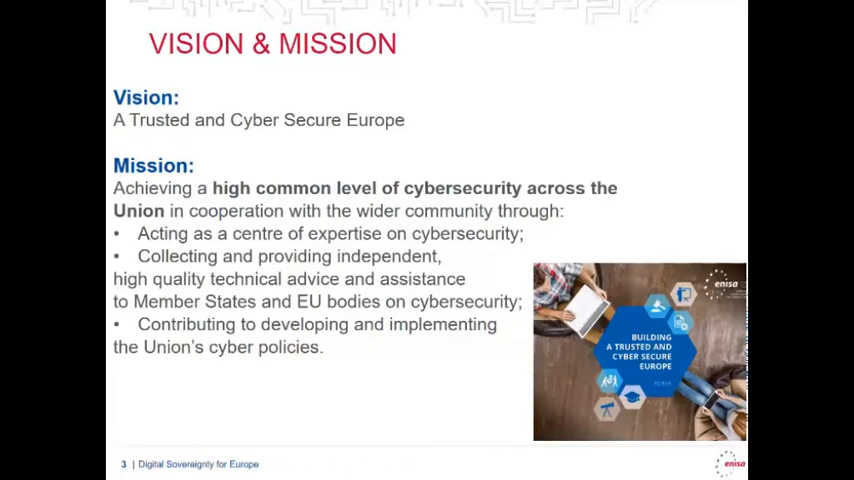 VISION & MISSION
Vision:
A Trusted and Cyber Secure Europe
Mission:
Achieving a high common level of cybersecurity across the
Union in cooperation with the wider community through:
• Acting as a centre of expertise on cybersecurity;
• Collecting and providing independent,
high quality technical advice and assistance
to Member States and EU bodies on cybersecurity;
• Contributing to developing and implementing
the Union's cyber policies.
enisa
BUILDING
A TRUSTED AND
CYBER SECURE
EUROPE
3 | Digital Sovereignty for Europe
enisa